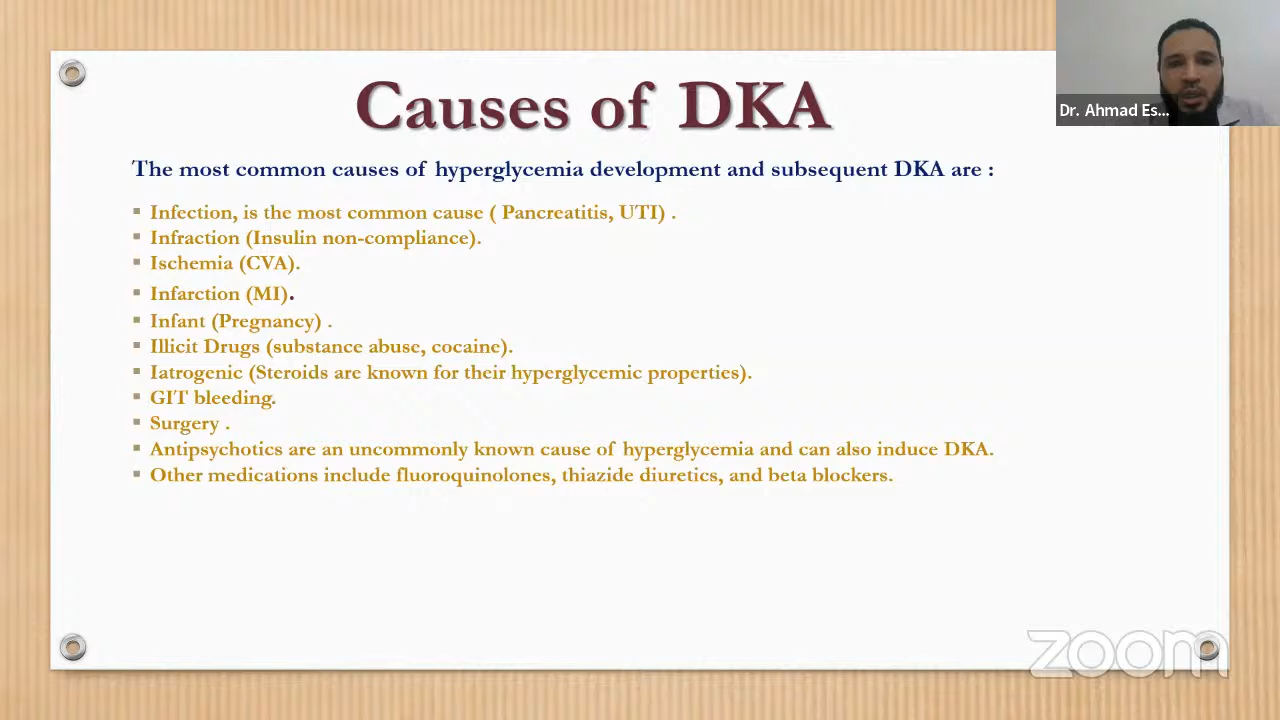 Causes of DKA
Dr. Ahmad Es...
The most common causes of hyperglycemia development and subsequent DKA are :
Infection, is the most common cause ( Pancreatitis, UTI) .
Infraction (Insulin non-compliance).
Ischemia (CVA).
Infarction (MI).
Infant (Pregnancy) .
Illicit Drugs (substance abuse, cocaine).
Iatrogenic (Steroids are known for their hyperglycemic properties).
GIT bleeding.
Surgery .
Antipsychotics are an uncommonly known cause of hyperglycemia and can also induce DKA.
Other medications include fluoroquinolones, thiazide diuretics, and beta blockers.
zoom